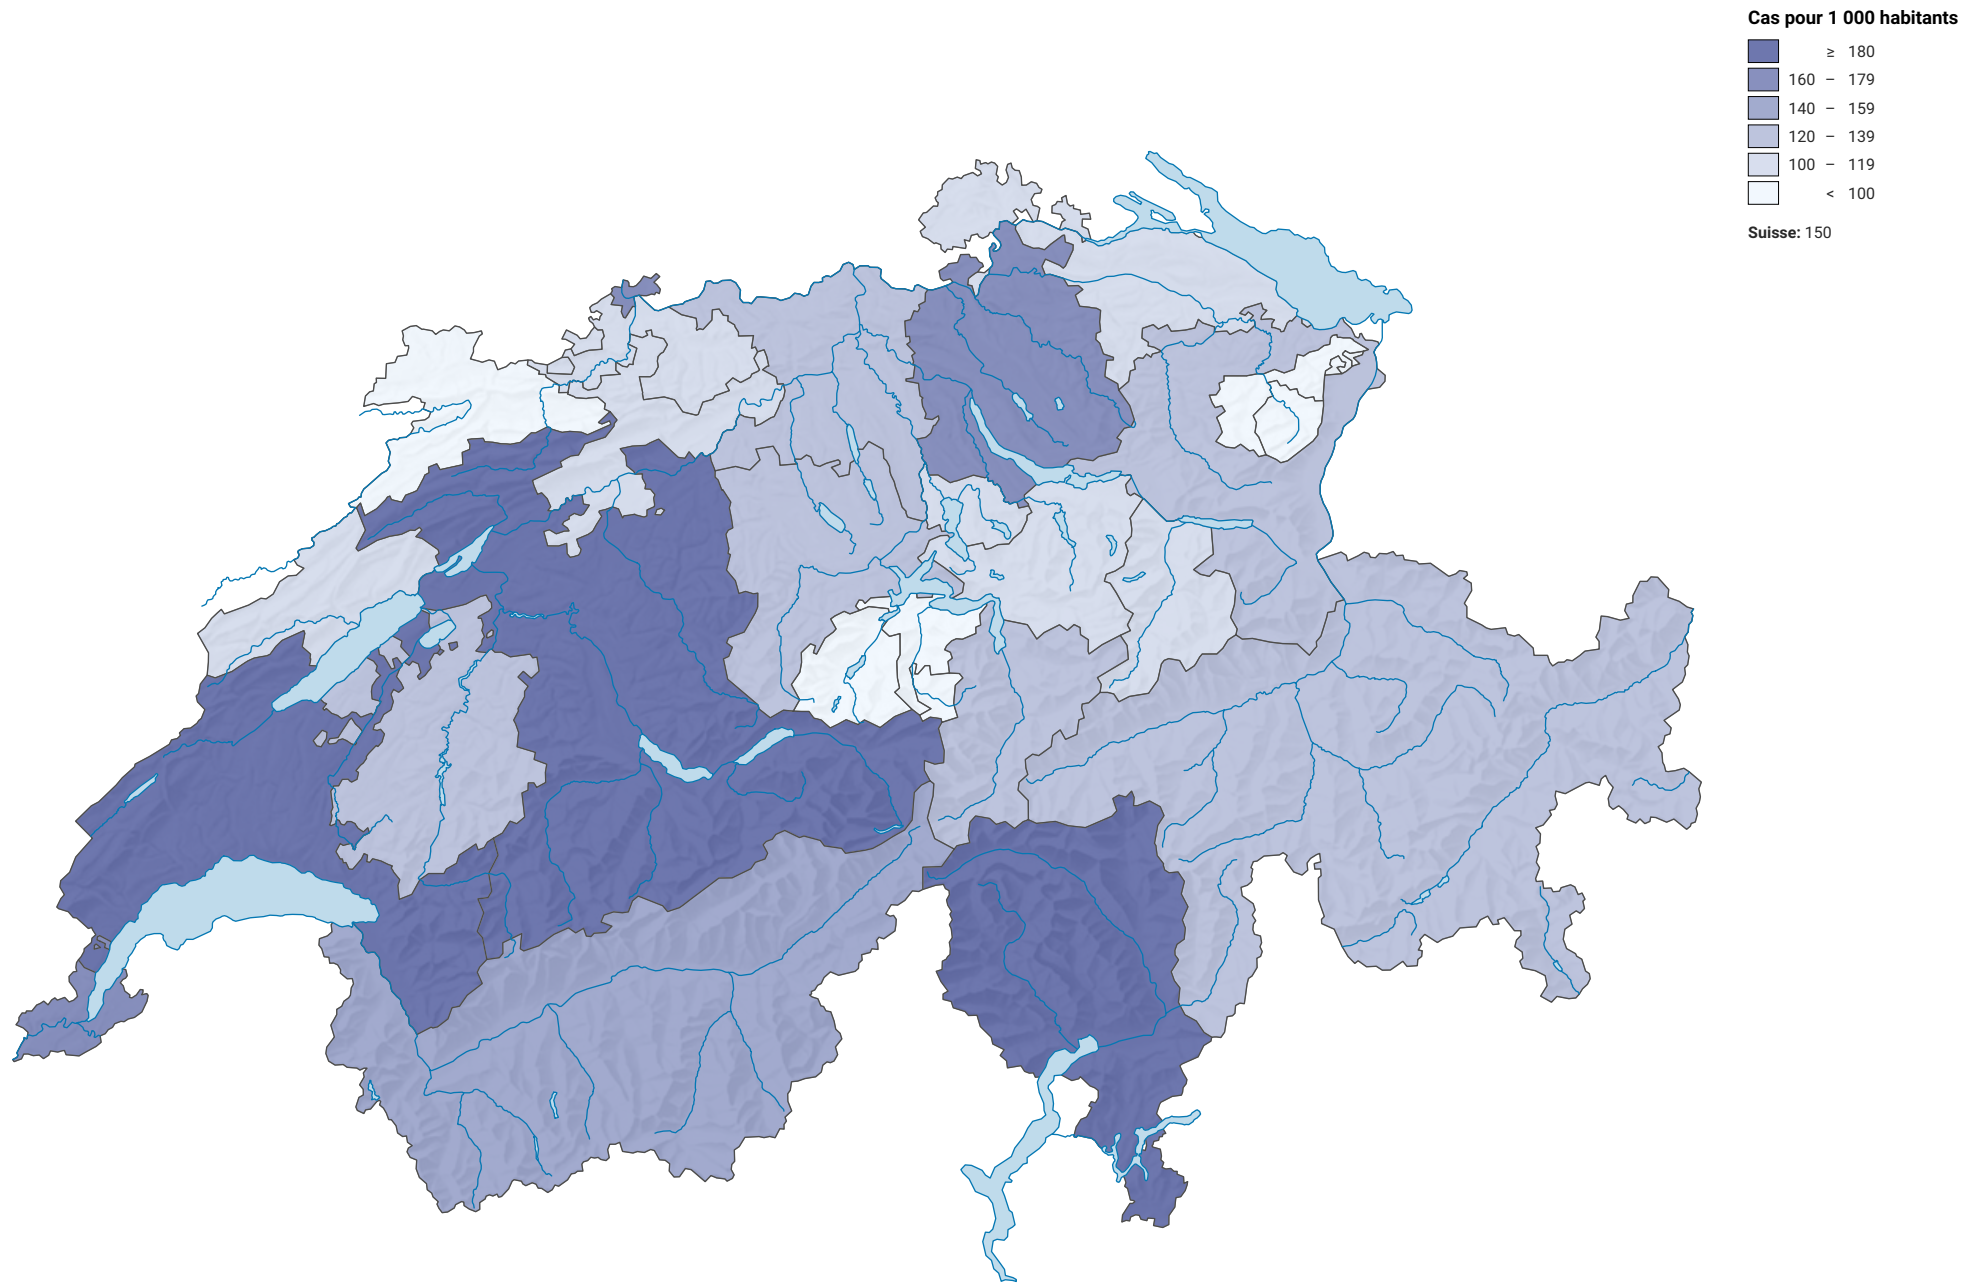 Cas pour 1 000 habitants
≥ 180
160 – 179
140 – 159
120 – 139
100 – 119
< 100
Suisse: 150